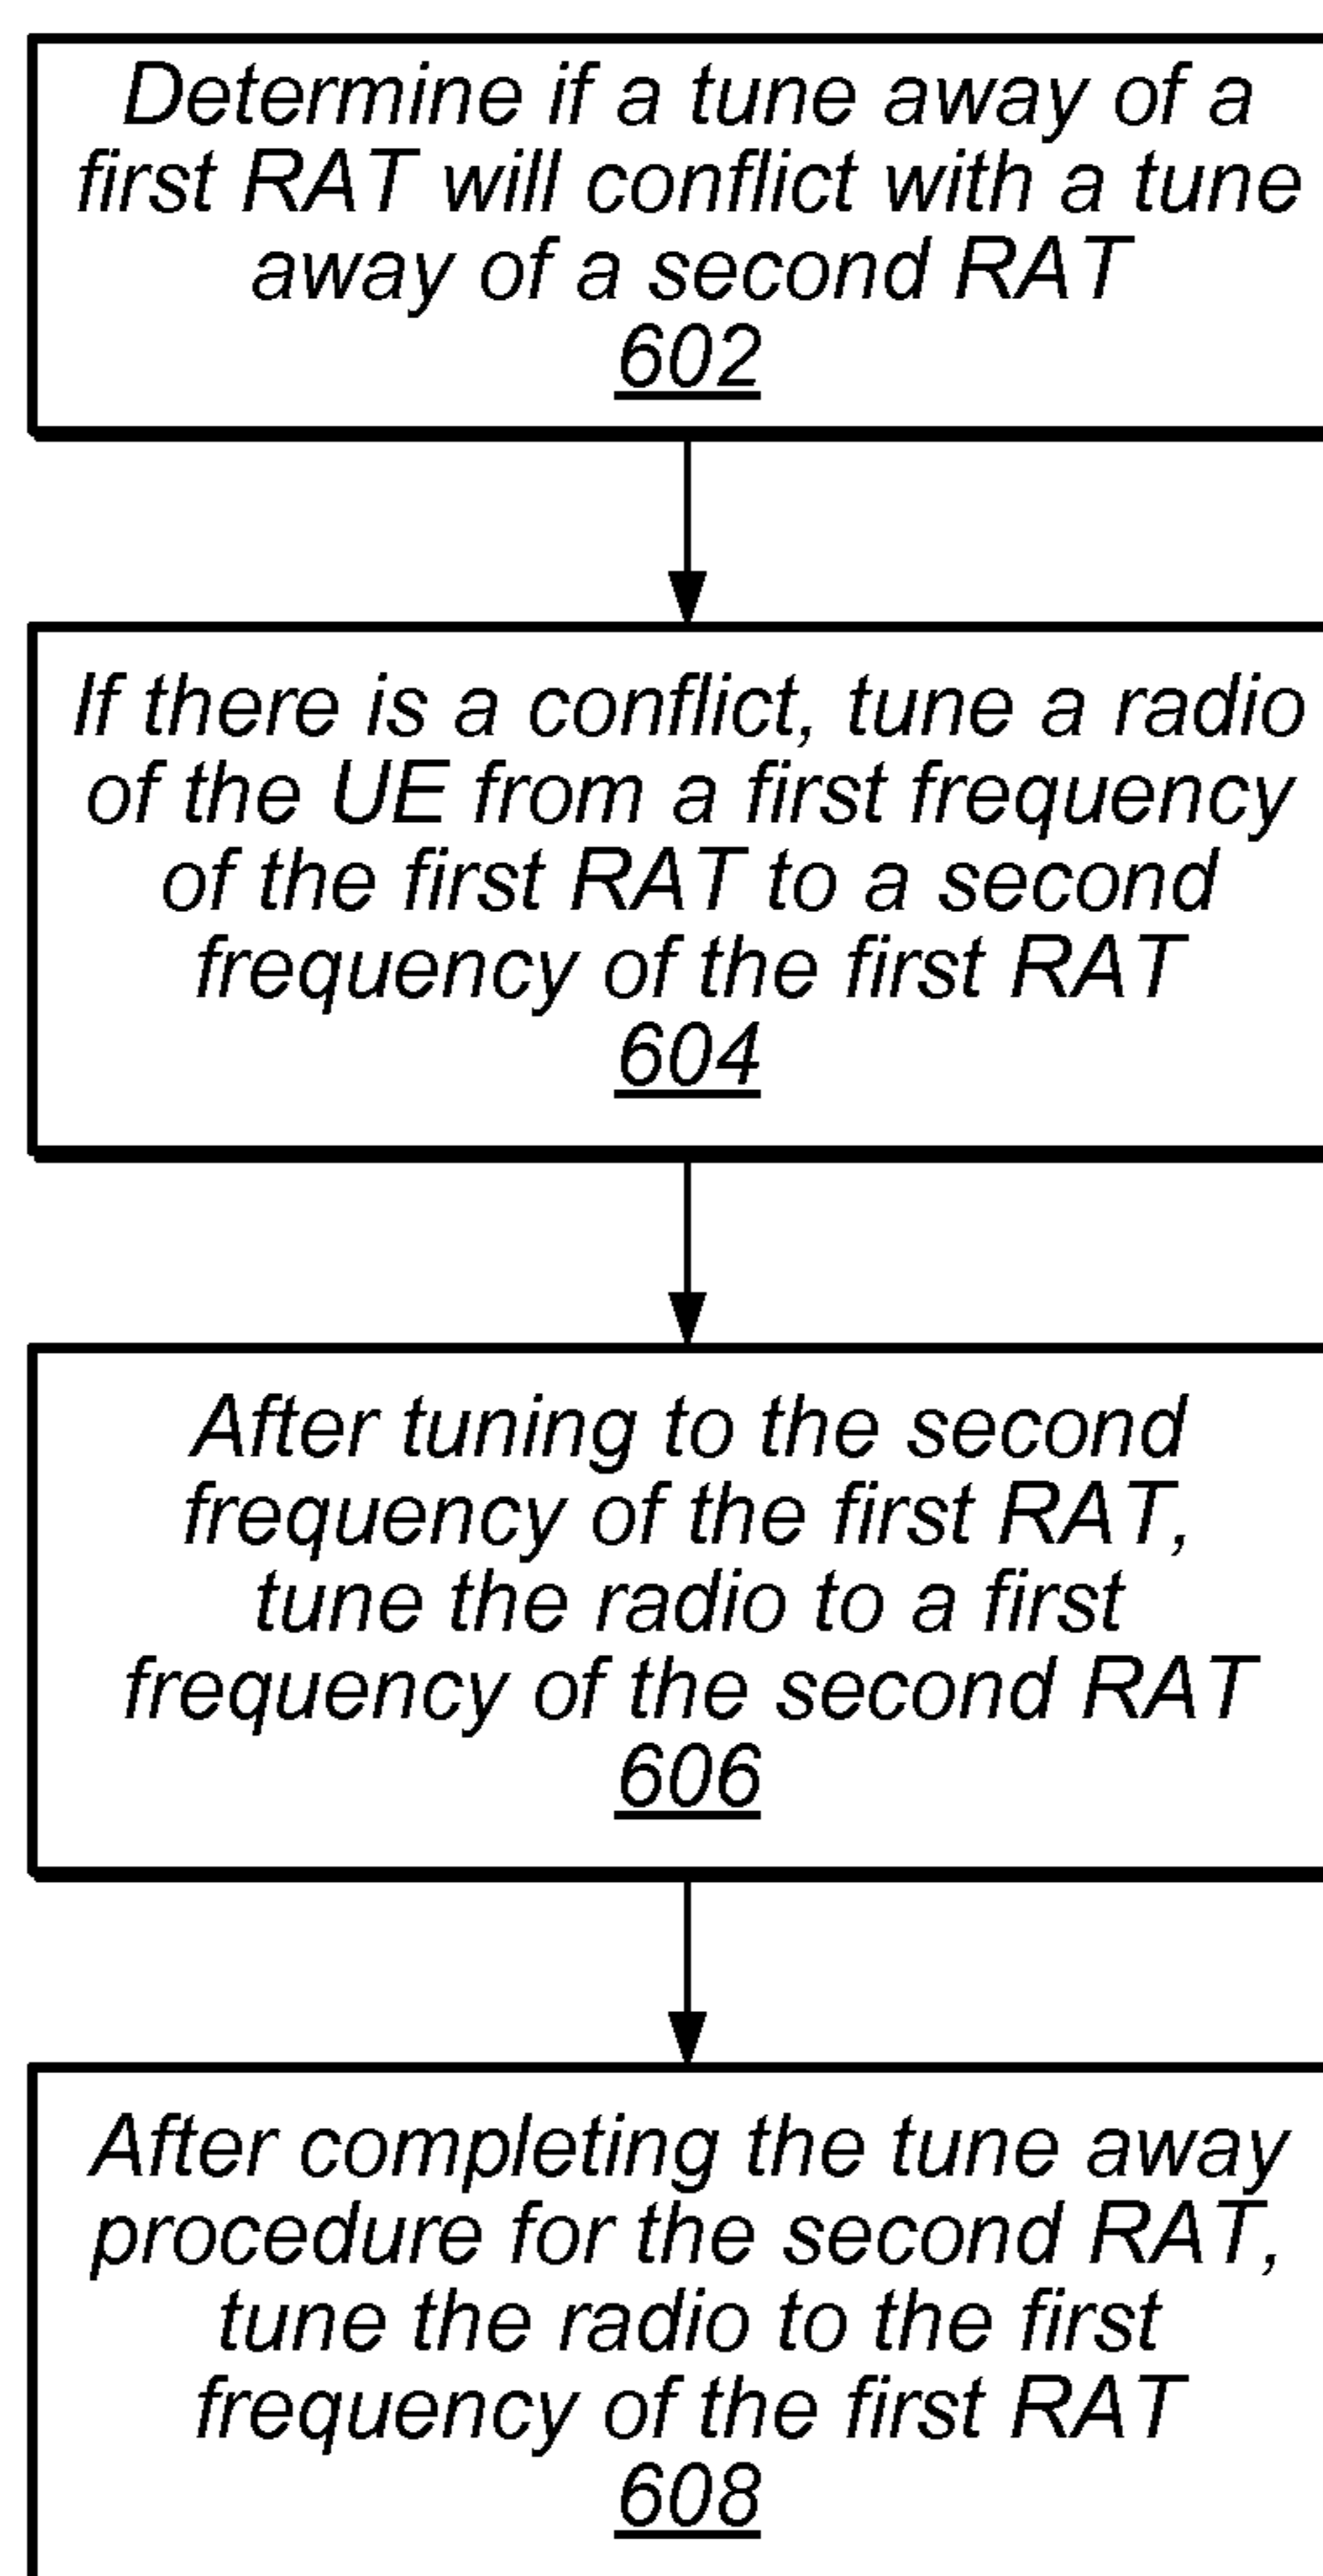 Determine if a tune away of a
first RAT will conflict with a tune
away of a second RAT
602
If there is a conflict, tune a radio
of the UE from a first frequency
of the first RAT to a second
frequency of the first RAT
604
After tuning to the second
frequency of the first RAT,
tune the radio to a first
frequency of the second RAT
606
After completing the tune away
procedure for the second RAT,
tune the radio to the first
frequency of the first RAT
608